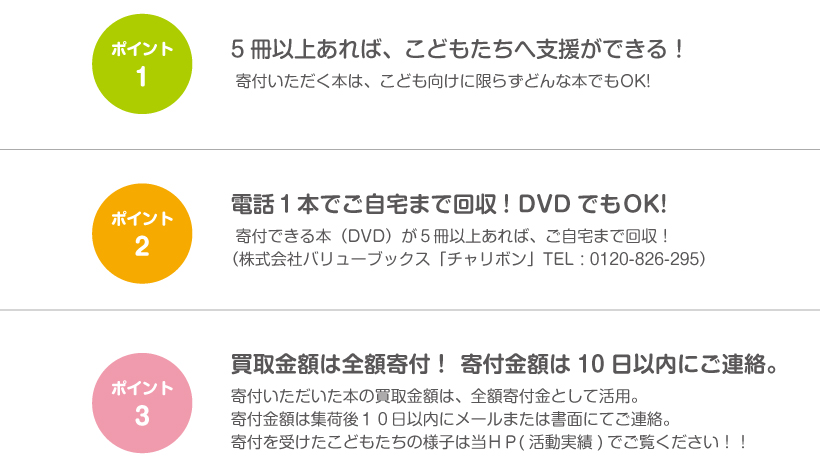 ポイント
1
5冊以上あれば、こどもたちへ支援ができる！
寄付いただく本は、こども向けに限らずどんな本でもOK!
ポイント
2
電話１本でご自宅まで回収！DVDでもOK!
寄付できる本（DVD）が５冊以上あれば、ご自宅まで回収！
（株式会社バリューブックス「チャリボン」TEL：0120-826-295）
ポイント
3
買取金額は全額寄付！ 寄付金額は10日以内にご連絡。
寄付いただいた本の買取金額は、全額寄付金として活用。
寄付金額は集荷後１０日以内にメールまたは書面にてご連絡。
寄付を受けたこどもたちの様子は当ＨＰ(活動実績)でご覧ください！！